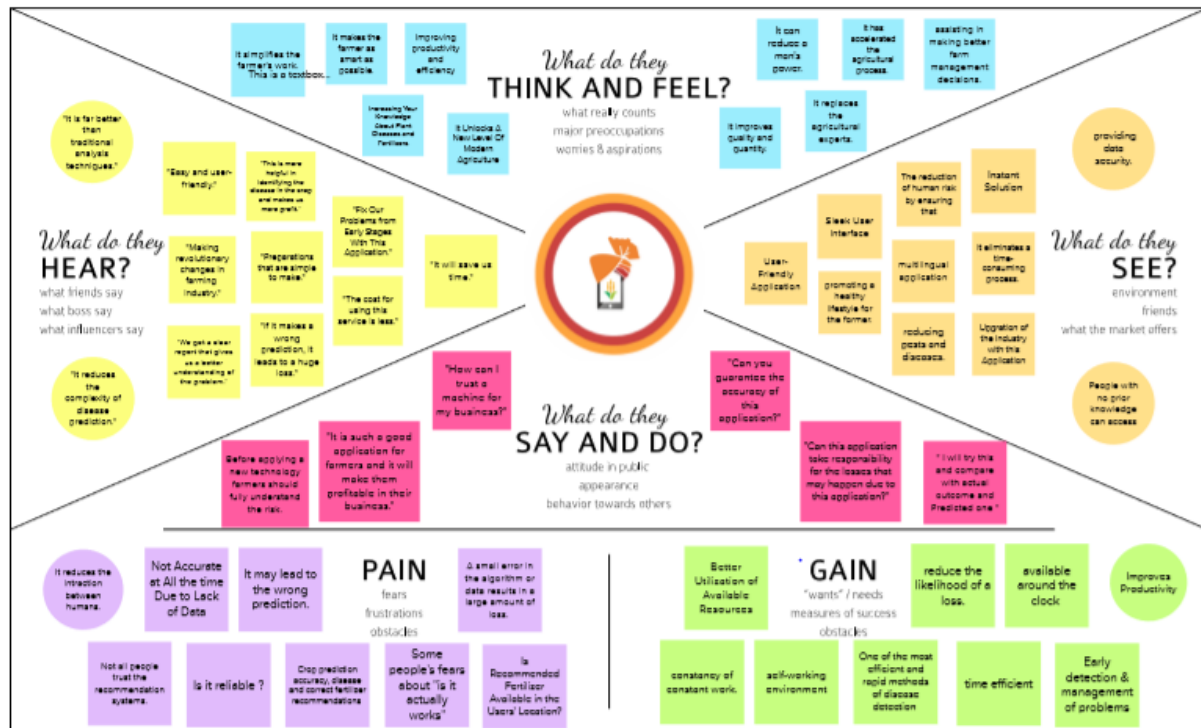 It simplifies the
farmer's work.
This is a textbox...
It makes the
farmer as
smart as
possible.
Improving
productivity
and
efficiency
Increasing Your
Knowledge
About Plant
Diseases and
Fertilisers.
It Unlocks A
New Level Of
Modern
Agriculture
What do they
THINK AND FEEL?
what really counts
major preoccupations
worries & aspirations
It can
reduce a
man's
power.
It has
accelerated
the
agricultural
process.
assisting in
making better
farm
management
decisions.
It improves
quality and
quantity.
It replaces
the
agricultural
experts.
"It is far better
than
traditional
analysis
techniques."
"Easy and user-
friendly."
"This is more
helpful in
identifying the
disease in the crop
and makes us
more profit."
"Fix Our
Problems from
Early Stages
With This
Application."
What do they
HEAR?
what friends say
what boss say
what influencers say
"Making
revolutionary
changes in
farming
industry."
"Preparations
that are simple
to make."
"It will save us
time."
"The cost for
using this
service is less."
"We get a clear
report that gives
us a better
understanding of
the problem."
"If it makes a
wrong
prediction, it
leads to a huge
loss."
"It reduces
the
complexity of
disease
prediction."
providing
data
security.
The reduction
of human risk
by ensuring
that
Instant
Solution
Sleek User
Interface
User-
Friendly
Application
multilingual
application
It eliminates a
time-
consuming
process.
promoting a
healthy
lifestyle for
the farmer.
reducing
pests and
diseases.
Upgration of
the Industry
with this
Application
What do they
SEE?
environment
friends
what the market offers
People with
no prior
knowledge
can access
"How can I
trust a
machine for
my business?"
"Can you
guarantee the
accuracy of
this
application?"
What do they
SAY AND DO?
attitude in public
appearance
behavior towards nthers
Before applying a
new technology
farmers should
fully understand
the risk.
"It is such a good
application for
farmers and it will
make them
profitable in their
business."
"Can this application
take responsibility
for the losses that
may happen due to
this application?"
" I will try this
and compare
with actual
outcome and
Predicted one "
It reduces the
intraction
between
humans.
Not Accurate
at All the time
Due to Lack
of Data
It may lead to
the wrong
prediction.
PAIN
fears
frustrations
obstacles
A small error in
the algorithm or
data results in a
large amount of
loss.
Not all people
trust the
recommendation
systems.
Is it reliable ?
Crop prediction
accuracy, disease
and correct fertiliser
recommendations
Some
people's fears
about "is it
actually
works"
Is
Recommended
Fertiliser
Available in the
Users' Location?
Better
Utilisation of
Available
Resources
GAIN
"wants" / needs
measures of success
obstacles
reduce the
likelihood of a
loss.
available
around the
clock
Improves
Productivity
constancy of
constant work.
self-working
environment
One of the most
efficient and
rapid methods
of disease
detection
time efficient
Early
detection &
management
of problems